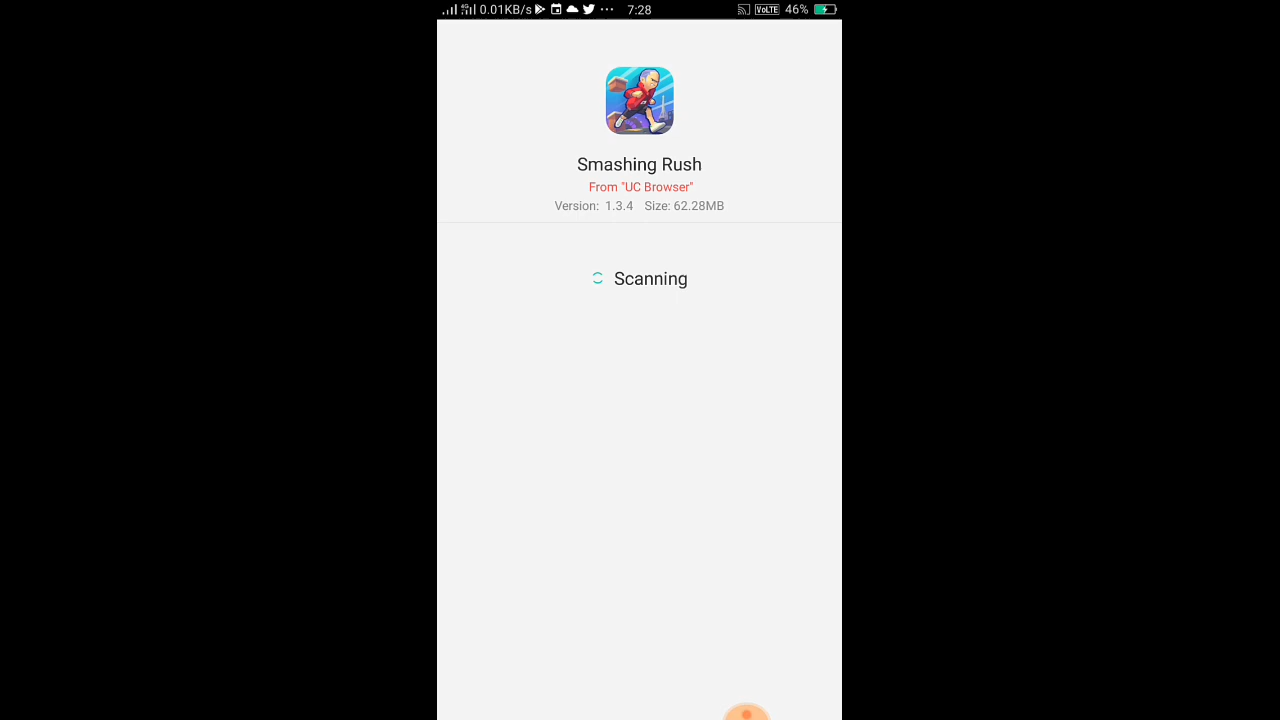 4G 0.01KB/s ... 7:28 VoLTE 46%
Smashing Rush
From "UC Browser"
Version: 1.3.4 Size: 62.28MB
Scanning